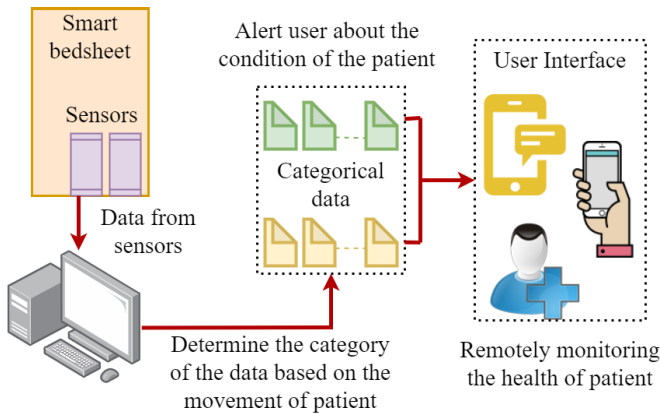 Smart
bedsheet
Sensors
Data from
sensors
Determine the category
of the data based on the
movement of patient
Alert user about the
condition of the patient
Categorical
data
User Interface
Remotely monitoring
the health of patient